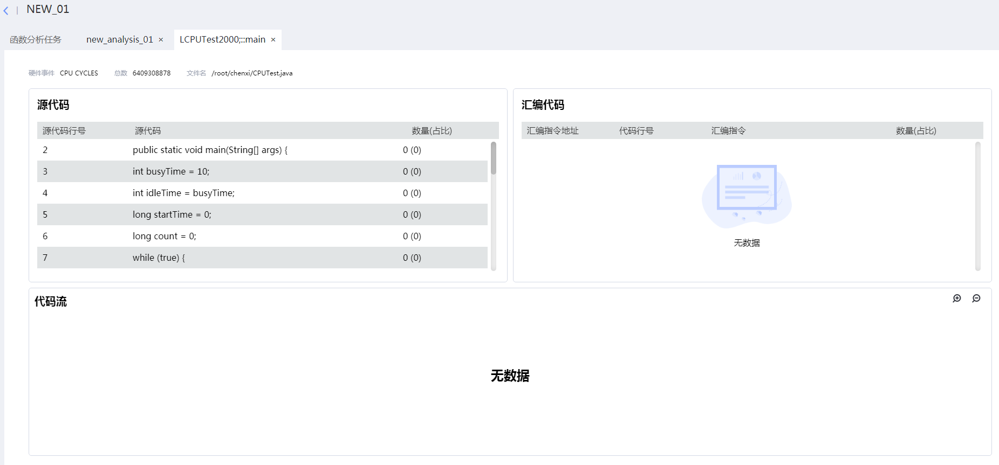 NEW_01
函数分析任务 new_analysis_01 × LCPUTest2000;::main ×
硬件事件 CPU CYCLES 总数 6409308878 文件名 /root/chenxi/CPUTest.java
源代码
源代码行号 源代码 数量(占比)
2 public static void main(String[] args) { 0 (0)
3 int busyTime = 10; 0 (0)
4 int idleTime = busyTime; 0 (0)
5 long startTime = 0; 0 (0)
6 long count = 0; 0 (0)
7 while (true) { 0 (0)
汇编代码
汇编指令地址 代码行号 汇编指令 数量(占比)
无数据
代码流
无数据